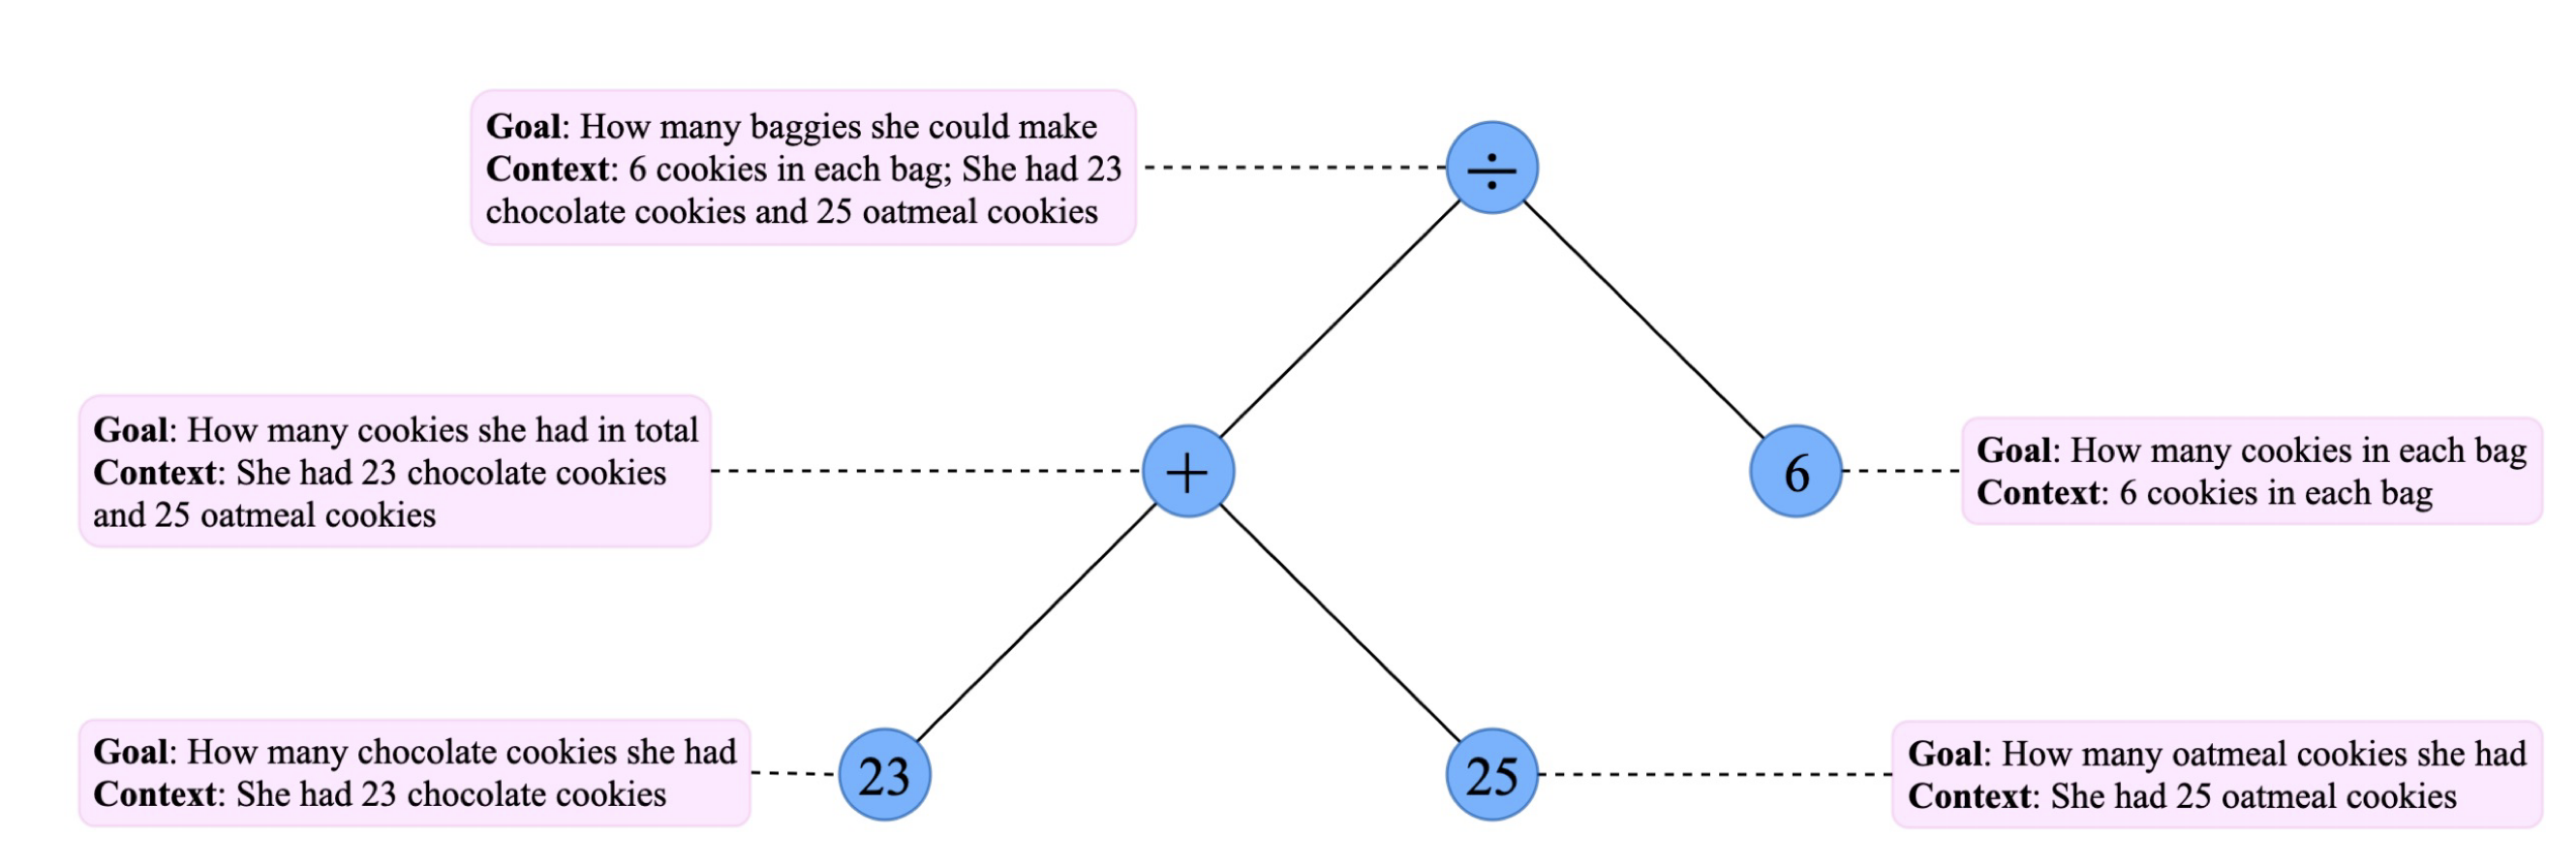 Goal: How many baggies she could make
Context: 6 cookies in each bag; She had 23
chocolate cookies and 25 oatmeal cookies
÷
Goal: How many cookies she had in total
Context: She had 23 chocolate cookies
and 25 oatmeal cookies
+
6
Goal: How many cookies in each bag
Context: 6 cookies in each bag
Goal: How many chocolate cookies she had
Context: She had 23 chocolate cookies
23
25
Goal: How many oatmeal cookies she had
Context: She had 25 oatmeal cookies